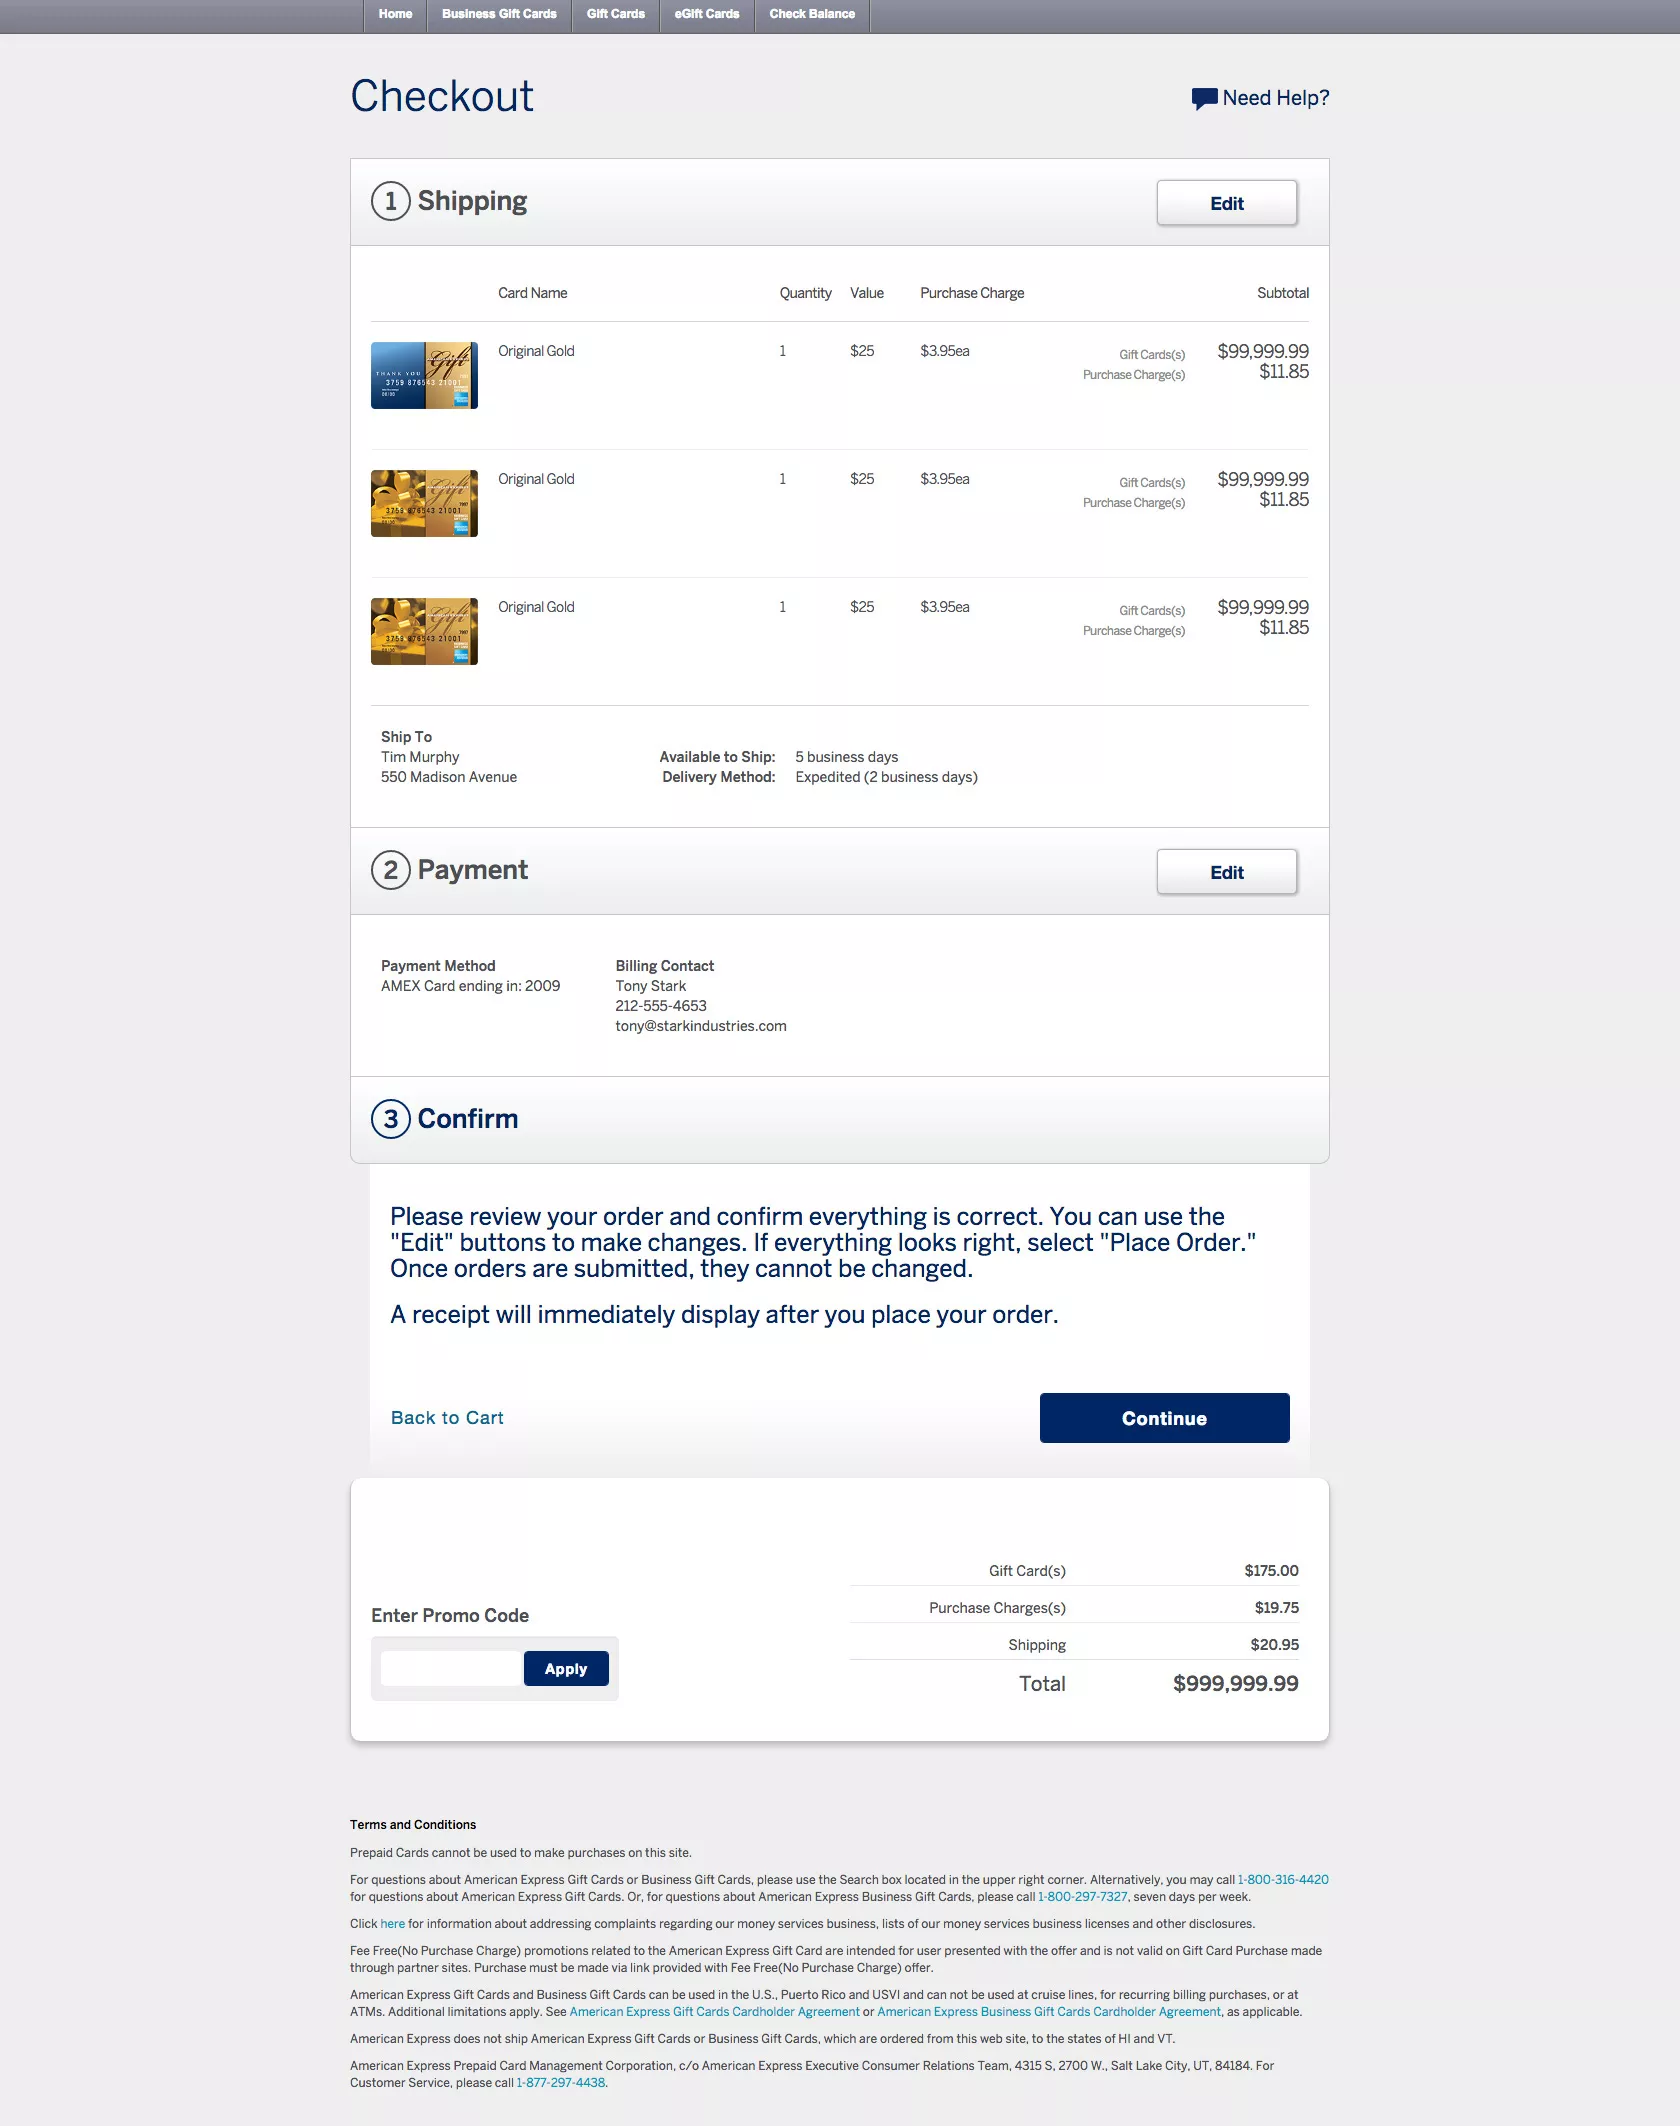 Home Business Gift Cards Gift Cards eGift Cards Check Balance
Checkout
Need Help?
1 Shipping
Edit
Card Name Quantity Value Purchase Charge Subtotal
Original Gold 1 $25 $3.95ea Gift Cards(s) $99,999.99
Purchase Charge(s) $11.85
Gift
THANK YOU
3759 876543 21001
Original Gold 1 $25 $3.95ea Gift Cards(s) $99,999.99
Purchase Charge(s) $11.85
Gift
3759 876543 21001
Original Gold 1 $25 $3.95ea Gift Cards(s) $99,999.99
Purchase Charge(s) $11.85
Gift
3759 876543 21001
Ship To
Tim Murphy Available to Ship: 5 business days
550 Madison Avenue Delivery Method: Expedited (2 business days)
2 Payment
Edit
Payment Method Billing Contact
AMEX Card ending in: 2009 Tony Stark
212-555-4653
tony@starkindustries.com
3 Confirm
Please review your order and confirm everything is correct. You can use the
"Edit" buttons to make changes. If everything looks right, select "Place Order."
Once orders are submitted, they cannot be changed.
A receipt will immediately display after you place your order.
Back to Cart Continue
Gift Card(s) $175.00
Purchase Charges(s) $19.75
Shipping $20.95
Total $999,999.99
Enter Promo Code
Apply
Terms and Conditions
Prepaid Cards cannot be used to make purchases on this site.
For questions about American Express Gift Cards or Business Gift Cards, please use the Search box located in the upper right corner. Alternatively, you may call 1-800-316-4420
for questions about American Express Gift Cards. Or, for questions about American Express Business Gift Cards, please call 1-800-297-7327, seven days per week.
Click here for information about addressing complaints regarding our money services business, lists of our money services business licenses and other disclosures.
Fee Free(No Purchase Charge) promotions related to the American Express Gift Card are intended for user presented with the offer and is not valid on Gift Card Purchase made
through partner sites. Purchase must be made via link provided with Fee Free(No Purchase Charge) offer.
American Express Gift Cards and Business Gift Cards can be used in the U.S., Puerto Rico and USVI and can not be used at cruise lines, for recurring billing purchases, or at
ATMs. Additional limitations apply. See American Express Gift Cards Cardholder Agreement or American Express Business Gift Cards Cardholder Agreement, as applicable.
American Express does not ship American Express Gift Cards or Business Gift Cards, which are ordered from this web site, to the states of HI and VT.
American Express Prepaid Card Management Corporation, c/o American Express Executive Consumer Relations Team, 4315 S, 2700 W., Salt Lake City, UT, 84184. For
Customer Service, please call 1-877-297-4438.